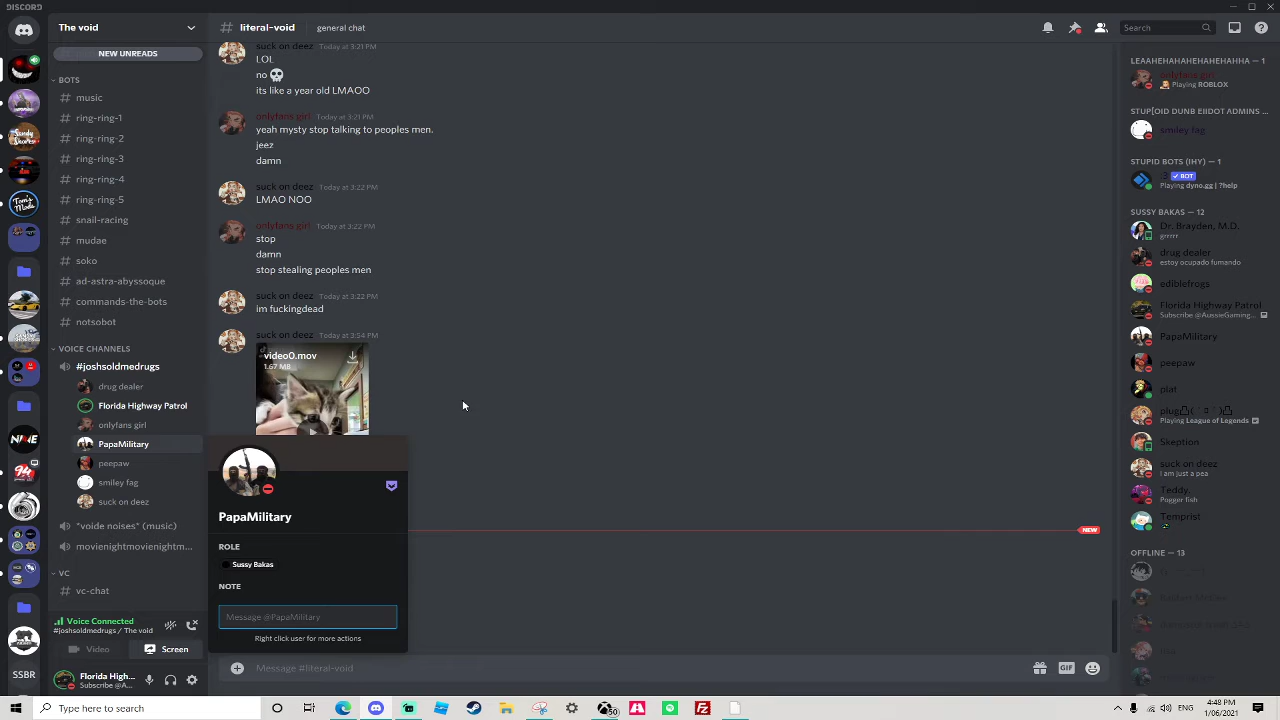 DISCORD
The void
NEW UNREADS
BOTS
music
ring-ring-1
ring-ring-2
ring-ring-3
ring-ring-4
ring-ring-5
snail-racing
mudae
soko
ad-astra-abyssoque
commands-the-bots
notsobot
VOICE CHANNELS
#joshsoldmedrugs
drug dealer
Florida Highway Patrol
onlyfans girl
PapaMilitary
peepaw
smiley fag
suck on deez
"voide noises" (music)
movienightmovienightm...
VC
vc-chat
Voice Connected
#joshsoldmedrugs / The void
Video
Screen
Florida Hig...
Subscribe @A...
SSBR
# literal-void
general chat
Search
suck on deez Today at 3:21 PM
LOL
no
its like a year old LMAOO
onlyfans girl Today at 3:21 PM
yeah mysty stop talking to peoples men.
jeez
damn
suck on deez Today at 3:22 PM
LMAO NOO
onlyfans girl Today at 3:22 PM
stop
damn
stop stealing peoples men
suck on deez Today at 3:22 PM
im fuckingdead
suck on deez Today at 3:54 PM
video0.mov
1.67 MB
PapaMilitary
ROLE
Sussy Bakas
NOTE
Message @PapaMilitary
Right click user for more actions
NEW
Message #literal-void
GIF
LEAAHEHAHAHEHAHEHAHHA — 1
onlyfans girl
Playing ROBLOX
STUP[OID DUNB EIIDOT ADMINS ...
smiley fag
STUPID BOTS (IHY) — 1
BOT
Playing dyno.gg | ?help
SUSSY BAKAS — 12
Dr. Brayden, M.D.
grrrrr.
drug dealer
estoy ocupado fumando
ediblefrogs
Florida Highway Patrol
Subscribe @AussieGaming...
PapaMilitary
peepaw
plat
plug
Playing League of Legends
Skeption
suck on deez
I am just a pea
Teddy.
Pogger fish
Temprist
OFFLINE — 13
Type here to search
4:48 PM
1/06/2021